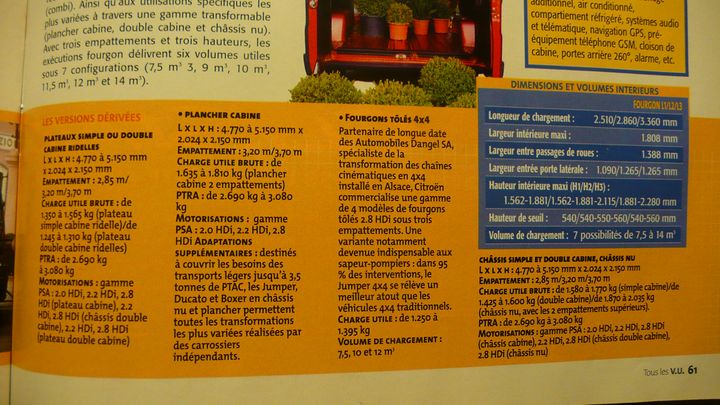 (combi). Ainsi qu'aux utilisations spécifiques les
plus variées à travers une gamme transformable
(plancher cabine, double cabine et châssis nu).
Avec trois empattements et trois hauteurs, les
exécutions fourgon délivrent six volumes utiles
sous 7 configurations (7,5 m³ 3, 9 m³, 10 m³,
11,5 m³, 12 m³ et 14 m³).
additionnel, air conditionné,
compartiment réfrigéré, systèmes audio
et télématique, navigation GPS, pré-
équipement téléphone GSM, cloison de
cabine, portes arrière 260°, alarme, etc.
LES VERSIONS DÉRIVÉES
PLATEAUX SIMPLE OU DOUBLE
CABINE RIDELLES
L x L x H : 4.770 à 5.150 mm
x 2.024 x 2.150 mm
EMPATTEMENT : 2,85 m/
3,20 m/3,70 m
CHARGE UTILE BRUTE : de
1.350 à 1.565 kg (plateau
simple cabine ridelle)/de
1.245 à 1.310 kg (plateau
double cabine ridelles)
PTRA : de 2.690 kg
à 3.080 kg
MOTORISATIONS : gamme
PSA : 2.0 HDi, 2.2 HDi, 2.8
HDi (plateau cabine), 2.2
HDi, 2.8 HDi (châssis double
cabine), 2.2 HDi, 2.8 HDi
(plateau double cabine)
• PLANCHER CABINE
L x L x H : 4.770 à 5.150 mm x
2.024 x 2.150 mm
EMPATTEMENT : 3,20 m/3,70 m
CHARGE UTILE BRUTE : de
1.635 à 1.810 kg (plancher
cabine 2 empattements)
PTRA : de 2.690 kg à 3.080
kg
MOTORISATIONS : gamme
PSA : 2.0 HDi, 2.2 HDi, 2.8
HDi ADAPTATIONS
SUPPLÉMENTAIRES : destinés
à couvrir les besoins des
transports légers jusqu'à 3,5
tonnes de PTAC, les Jumper,
Ducato et Boxer en châssis
nu et plancher permettent
toutes les transformations
les plus variées réalisées par
des carrossiers
indépendants.
• FOURGONS TÔLÉS 4X4
Partenaire de longue date
des Automobiles Dangel SA,
spécialiste de la
transformation des chaînes
cinématiques en 4x4
installé en Alsace, Citroën
commercialise une gamme
de 4 modèles de fourgons
tôlés 2.8 HDi sous trois
empattements. Une
variante notamment
devenue indispensable aux
sapeur-pompiers : dans 95
% des interventions, le
Jumper 4x4 se révèle un
meilleur atout que les
véhicules 4x4 traditionnels.
CHARGE UTILE : de 1.250 à
1.395 kg
VOLUME DE CHARGEMENT :
7,5, 10 et 12 m³
DIMENSIONS ET VOLUMES INTERIEURS
FOURGON L1/L2/L3
Longueur de chargement : 2.510/2.860/3.360 mm
Largeur intérieure maxi : 1.808 mm
Largeur entre passages de roues : 1.388 mm
Largeur entrée porte latérale : 1.090/1.265/1.265 mm
Hauteur intérieure maxi (H1/H2/H3) :
1.562-1.881/1.562-1.881-2.115/1.881-2.280 mm
Hauteur de seuil : 540/540-550-560/540-560 mm
Volume de chargement : 7 possibilités de 7,5 à 14 m³
CHÂSSIS SIMPLE ET DOUBLE CABINE, CHÂSSIS NU
L x L x H : 4.770 à 5.150 mm x 2.024 x 2.150 mm
EMPATTEMENT : 2,85 m/3,20 m/3.70 m
CHARGE UTILE BRUTE : de 1.580 à 1.770 kg (simple cabine)/de
1.425 à 1.600 kg (double cabine)/de 1.870 à 2.035 kg
(châssis nu, avec les 2 empattements supérieurs).
PTRA : de 2.690 kg à 3.080 kg
MOTORISATIONS : gamme PSA : 2.0 HDi, 2.2 HDi, 2.8 HDi
(châssis cabine), 2.2 HDi, 2.8 HDi (châssis double cabine),
2.8 HDi (châssis nu)
Tous les V.U. 61